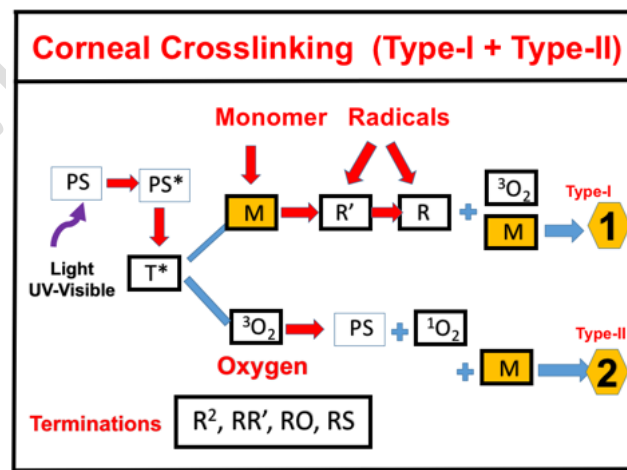 Corneal Crosslinking (Type-I + Type-II)
Monomer Radicals
PS PS*
Light
UV-Visible
T*
M R’ R + ³O₂
M
Type-I
1
³O₂ PS + ¹O₂
Oxygen
+ M
Type-II
2
Terminations R², RR’, RO, RS